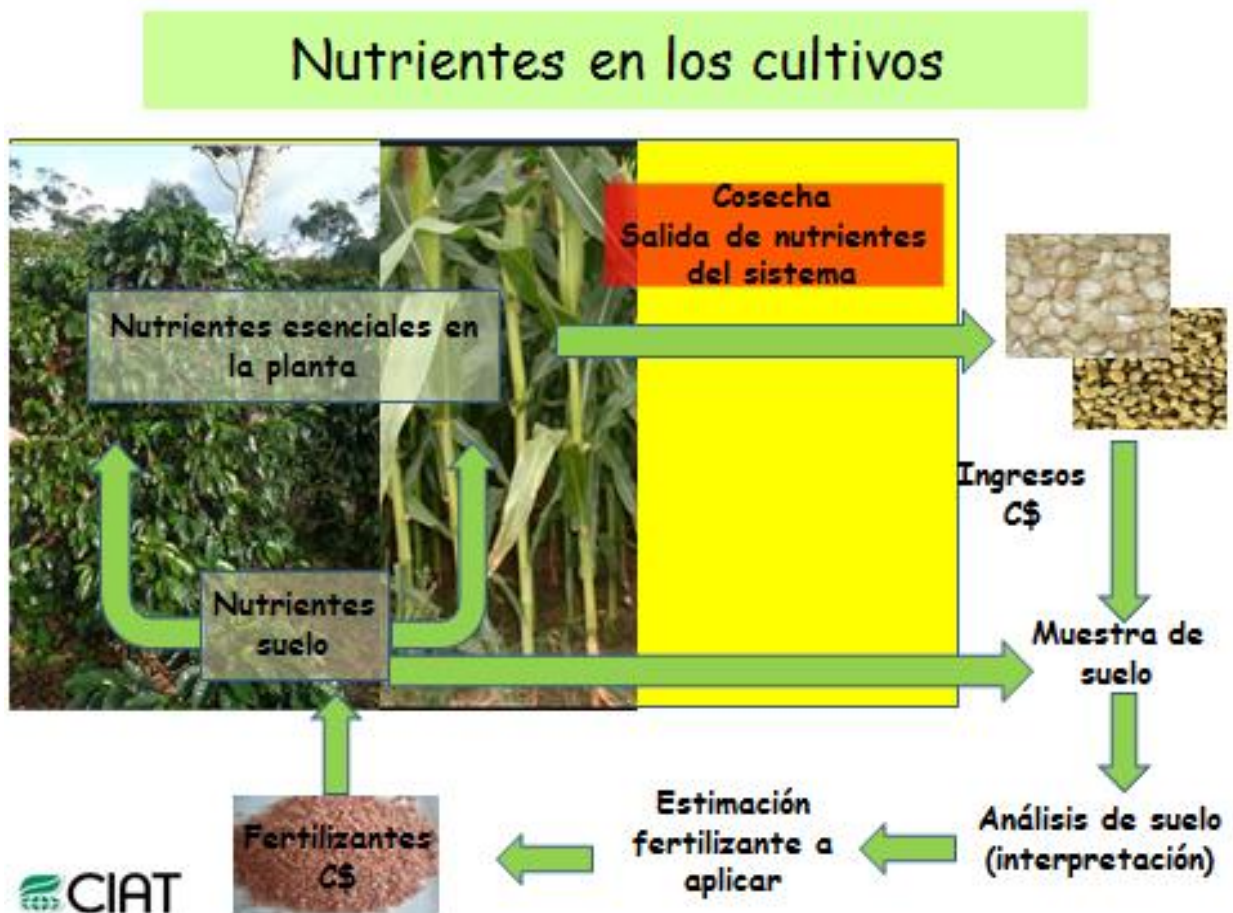 Nutrientes en los cultivos
Cosecha
Salida de nutrientes
del sistema
Nutrientes esenciales en
la planta
Ingresos
C$
Nutrientes
suelo
Muestra de
suelo
Análisis de suelo
(interpretación)
Estimación
fertilizante a
aplicar
Fertilizantes
C$
CIAT